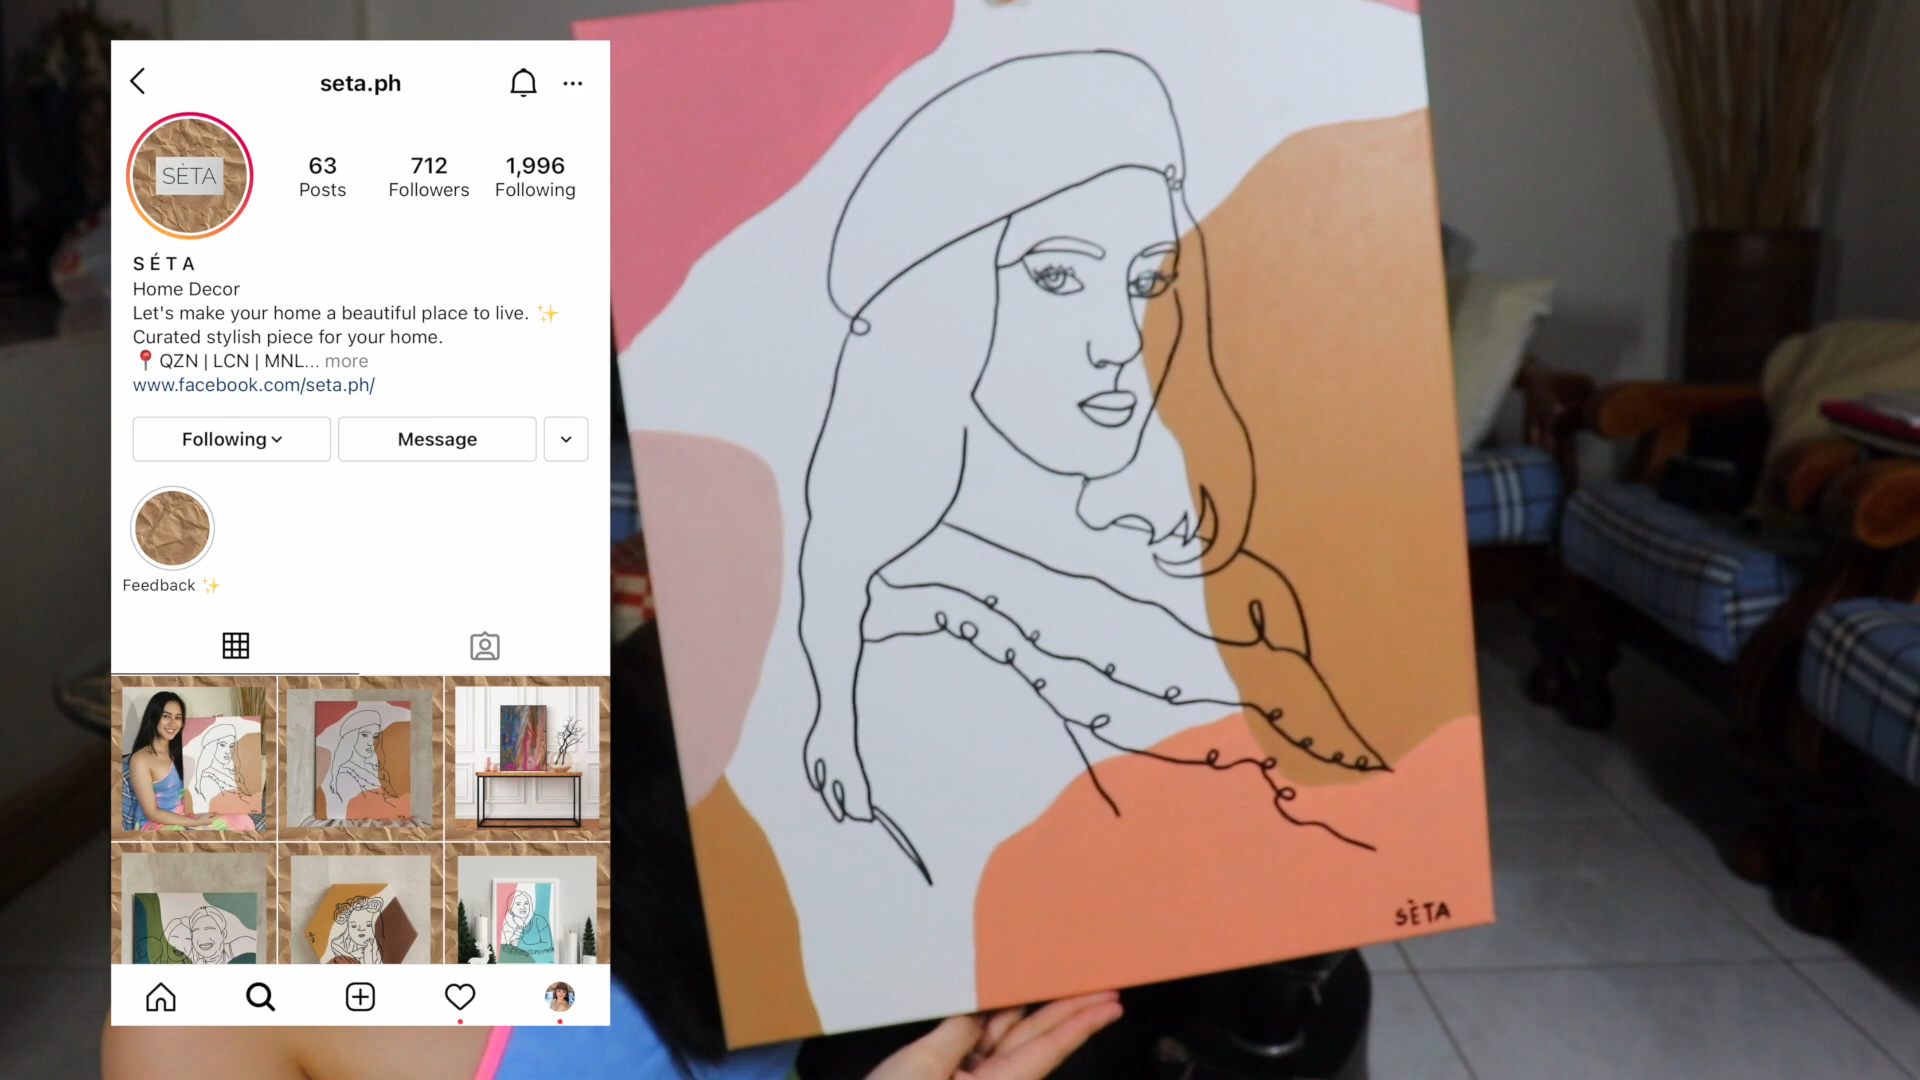 seta.ph
SÈTA
63
Posts
712
Followers
1,996
Following
S É T A
Home Decor
Let's make your home a beautiful place to live. ✨
Curated stylish piece for your home.
📍 QZN | LCN | MNL... more
www.facebook.com/seta.ph/
Following
Message
Feedback ✨
SÈTA